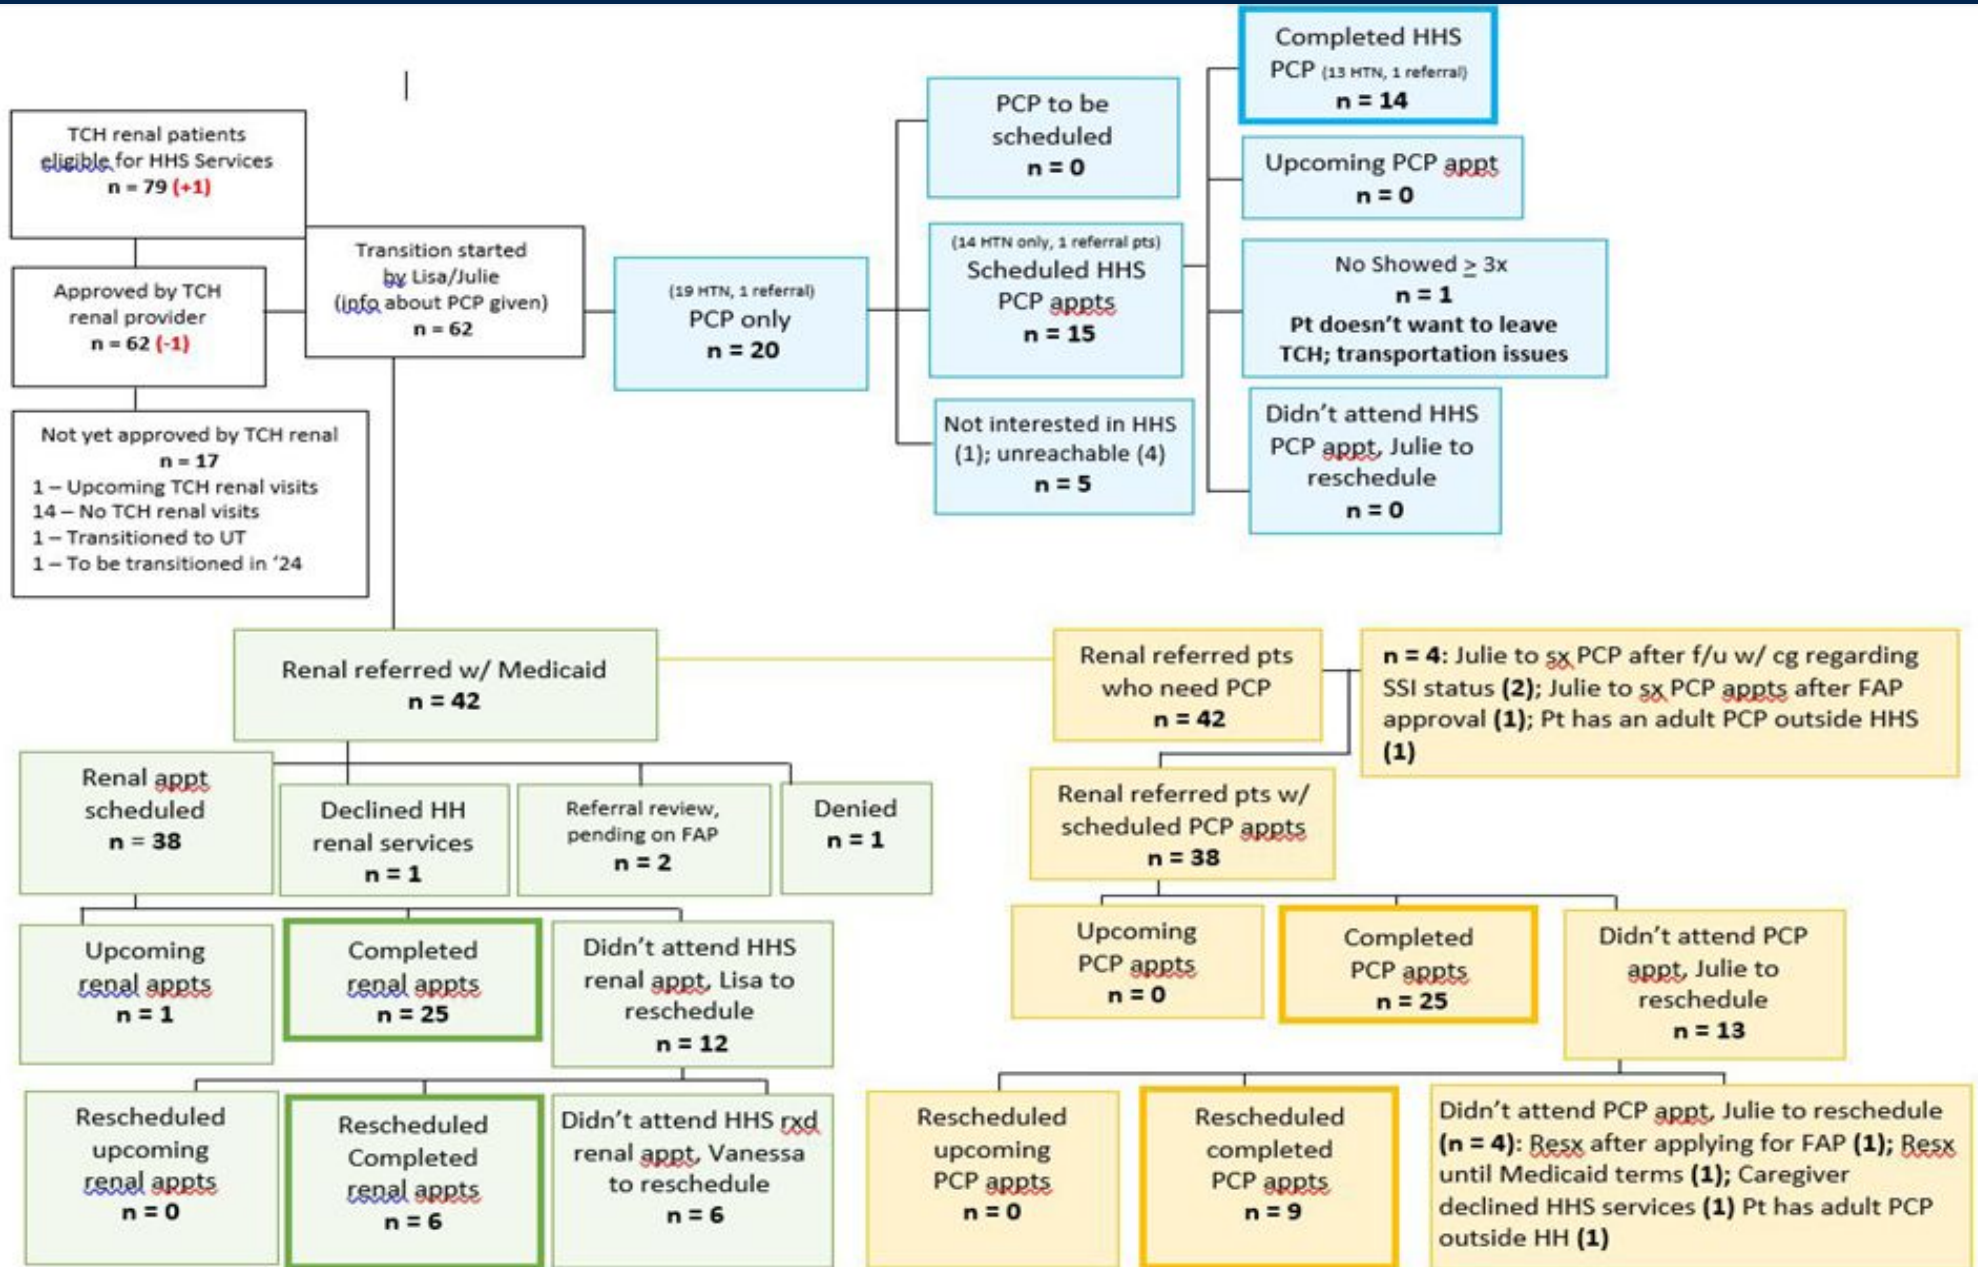 TCH renal patients
eligible for HHS Services
n = 79 (+1)
Approved by TCH
renal provider
n = 62 (-1)
Not yet approved by TCH renal
n = 17
1 – Upcoming TCH renal visits
14 – No TCH renal visits
1 – Transitioned to UT
1 – To be transitioned in ‘24
Transition started
by Lisa/Julie
(info about PCP given)
n = 62
(19 HTN, 1 referral)
PCP only
n = 20
PCP to be
scheduled
n = 0
(14 HTN only, 1 referral pts)
Scheduled HHS
PCP appts
n = 15
Not interested in HHS
(1); unreachable (4)
n = 5
Completed HHS
PCP (13 HTN, 1 referral)
n = 14
Upcoming PCP appt
n = 0
No Showed ≥ 3x
n = 1
Pt doesn’t want to leave
TCH; transportation issues
Didn’t attend HHS
PCP appt, Julie to
reschedule
n = 0
Renal referred w/ Medicaid
n = 42
Renal appt
scheduled
n = 38
Declined HH
renal services
n = 1
Referral review,
pending on FAP
n = 2
Denied
n = 1
Upcoming
renal appts
n = 1
Completed
renal appts
n = 25
Didn’t attend HHS
renal appt, Lisa to
reschedule
n = 12
Rescheduled
upcoming
renal appts
n = 0
Rescheduled
Completed
renal appts
n = 6
Didn’t attend HHS rxd
renal appt, Vanessa
to reschedule
n = 6
Renal referred pts
who need PCP
n = 42
n = 4: Julie to sx PCP after f/u w/ cg regarding
SSI status (2); Julie to sx PCP appts after FAP
approval (1); Pt has an adult PCP outside HHS
(1)
Renal referred pts w/
scheduled PCP appts
n = 38
Upcoming
PCP appts
n = 0
Completed
PCP appts
n = 25
Didn’t attend PCP
appt, Julie to
reschedule
n = 13
Rescheduled
upcoming
PCP appts
n = 0
Rescheduled
completed
PCP appts
n = 9
Didn’t attend PCP appt, Julie to reschedule
(n = 4): Resx after applying for FAP (1); Resx
until Medicaid terms (1); Caregiver
declined HHS services (1) Pt has adult PCP
outside HH (1)